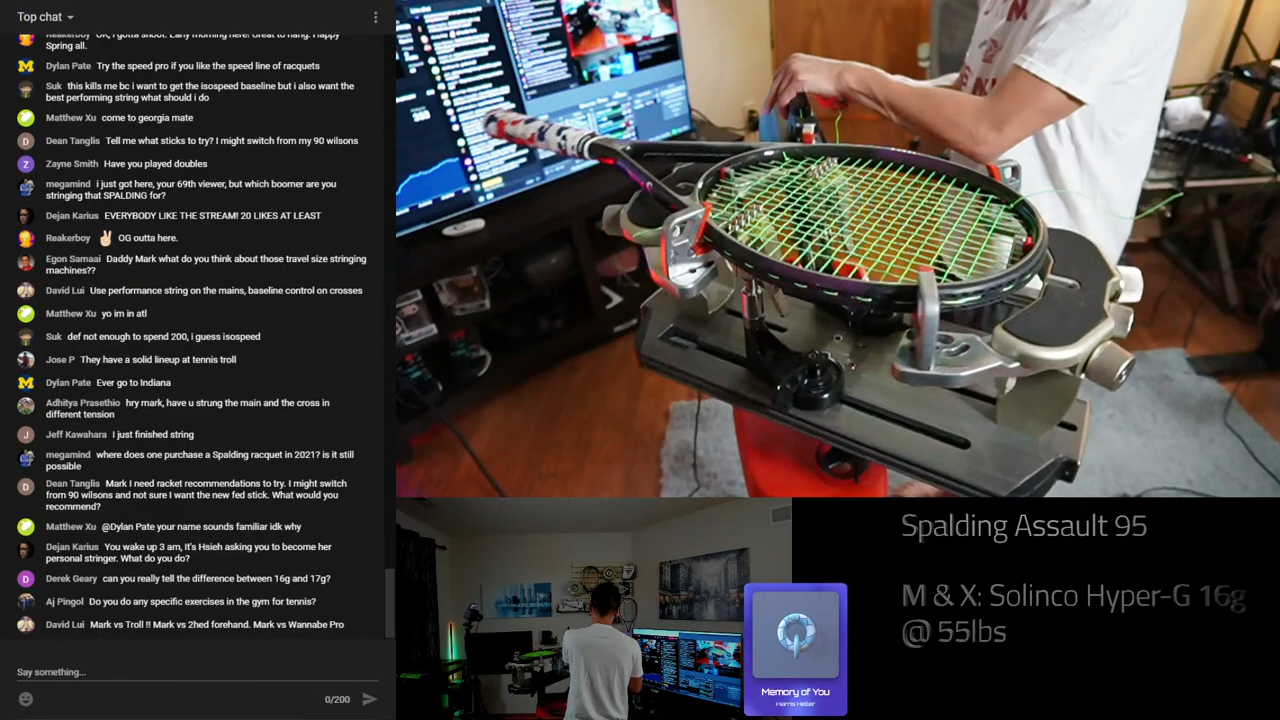 Top chat
Reakerboy OK, I gotta shoot. Early morning here. Great to hang. Happy
Spring all.
Dylan Pate Try the speed pro if you like the speed line of racquets
Suk this kills me bc i want to get the isospeed baseline but i also want the
best performing string what should i do
Matthew Xu come to georgia mate
Dean Tanglis Tell me what sticks to try? I might switch from my 90 wilsons
Zayne Smith Have you played doubles
megamind i just got here, your 69th viewer, but which boomer are you
stringing that SPALDING for?
Dejan Karius EVERYBODY LIKE THE STREAM! 20 LIKES AT LEAST
Reakerboy ✌🏻 OG outta here.
Egon Samaai Daddy Mark what do you think about those travel size stringing
machines??
David Lui Use performance string on the mains, baseline control on crosses
Matthew Xu yo im in atl
Suk def not enough to spend 200, i guess isospeed
Jose P They have a solid lineup at tennis troll
Dylan Pate Ever go to Indiana
Adhitya Prasethio hry mark, have u strung the main and the cross in
different tension
Jeff Kawahara I just finished string
megamind where does one purchase a Spalding racquet in 2021? is it still
possible
Dean Tanglis Mark I need racket recommendations to try. I might switch
from 90 wilsons and not sure I want the new fed stick. What would you
recommend?
Matthew Xu @Dylan Pate your name sounds familiar idk why
Dejan Karius You wake up 3 am, It's Hsieh asking you to become her
personal stringer. What do you do?
Derek Geary can you really tell the difference between 16g and 17g?
Aj Pingol Do you do any specific exercises in the gym for tennis?
David Lui Mark vs Troll !! Mark vs 2hed forehand. Mark vs Wannabe Pro
Say something...
0/200
Memory of You
Harris Heller
Spalding Assault 95
M & X: Solinco Hyper-G 16g
@ 55lbs